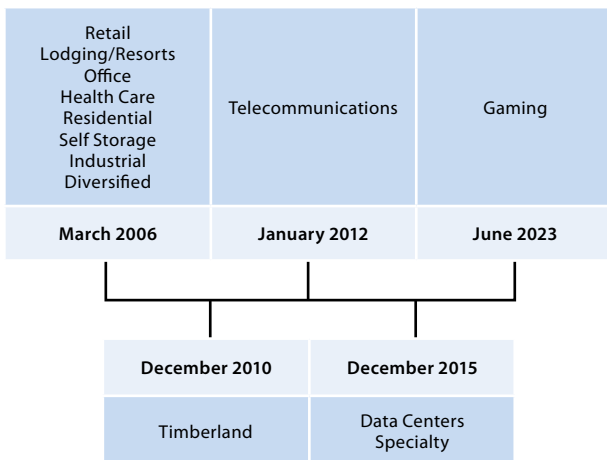 Retail
Lodging/Resorts
Office
Health Care
Residential
Self Storage
Industrial
Diversified
March 2006
Telecommunications
January 2012
Gaming
June 2023
December 2010
Timberland
December 2015
Data Centers
Specialty